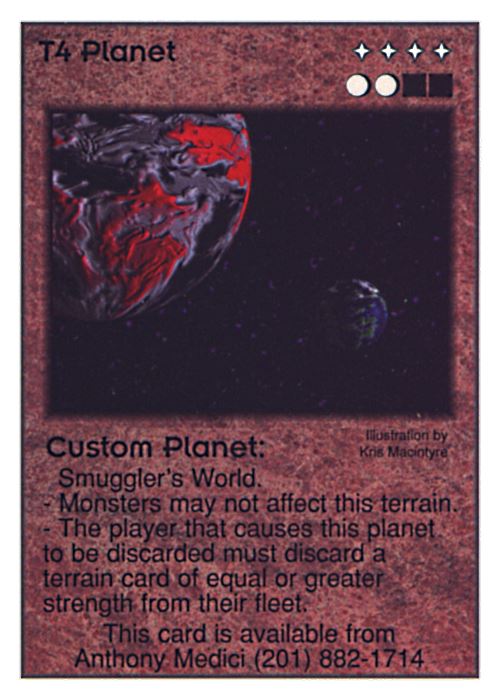 T4 Planet
Illustration by
Kris Macintyre
Custom Planet:
Smuggler's World.
- Monsters may not affect this terrain.
- The player that causes this planet
to be discarded must discard a
terrain card of equal or greater
strength from their fleet.
This card is available from
Anthony Medici (201) 882-1714